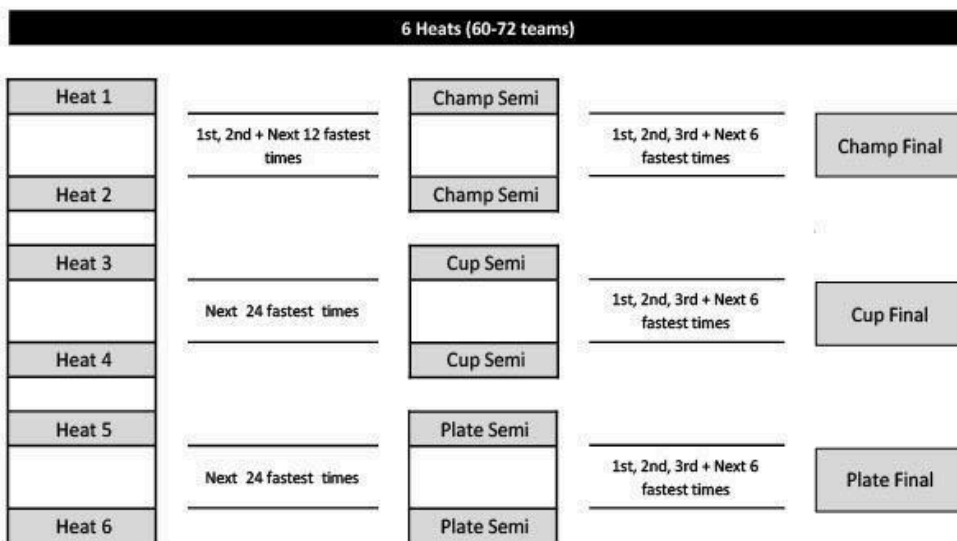 6 Heats (60-72 teams)
Heat 1
Champ Semi
1st, 2nd + Next 12 fastest
times
1st, 2nd, 3rd + Next 6
fastest times
Champ Final
Heat 2
Champ Semi
Heat 3
Cup Semi
Next 24 fastest times
1st, 2nd, 3rd + Next 6
fastest times
Cup Final
Heat 4
Cup Semi
Heat 5
Plate Semi
Next 24 fastest times
1st, 2nd, 3rd + Next 6
fastest times
Plate Final
Heat 6
Plate Semi